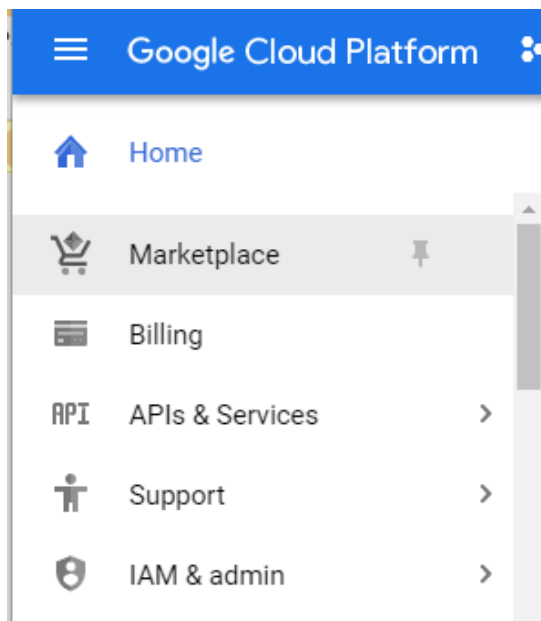 Google Cloud Platform
Home
Marketplace
Billing
API APIs & Services
Support
IAM & admin